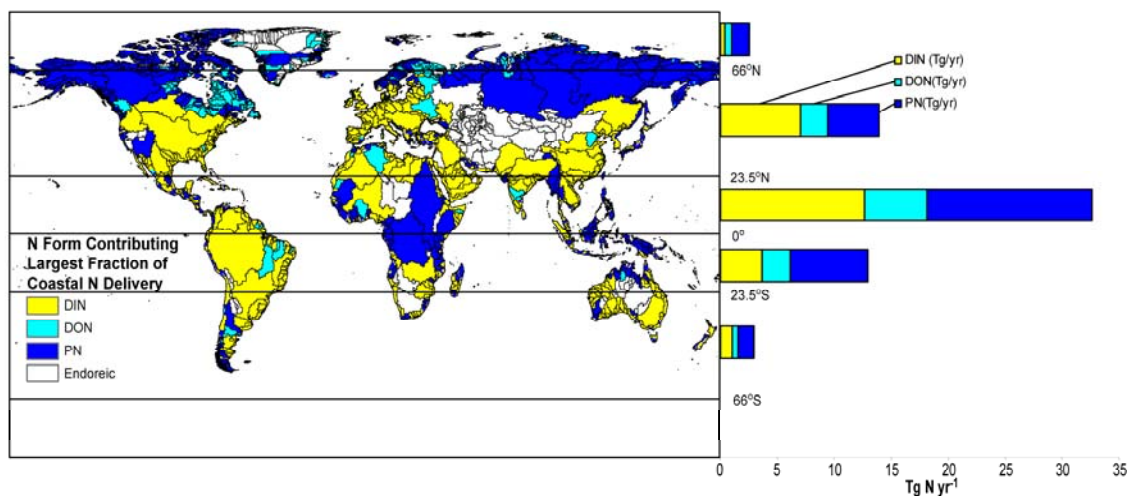 66°N
DIN (Tg/yr)
DON(Tg/yr)
PN(Tg/yr)
23.5°N
0°
23.5°S
66°S
N Form Contributing
Largest Fraction of
Coastal N Delivery
DIN
DON
PN
Endoreic
0 5 10 15 20 25 30 35
Tg N yr-1